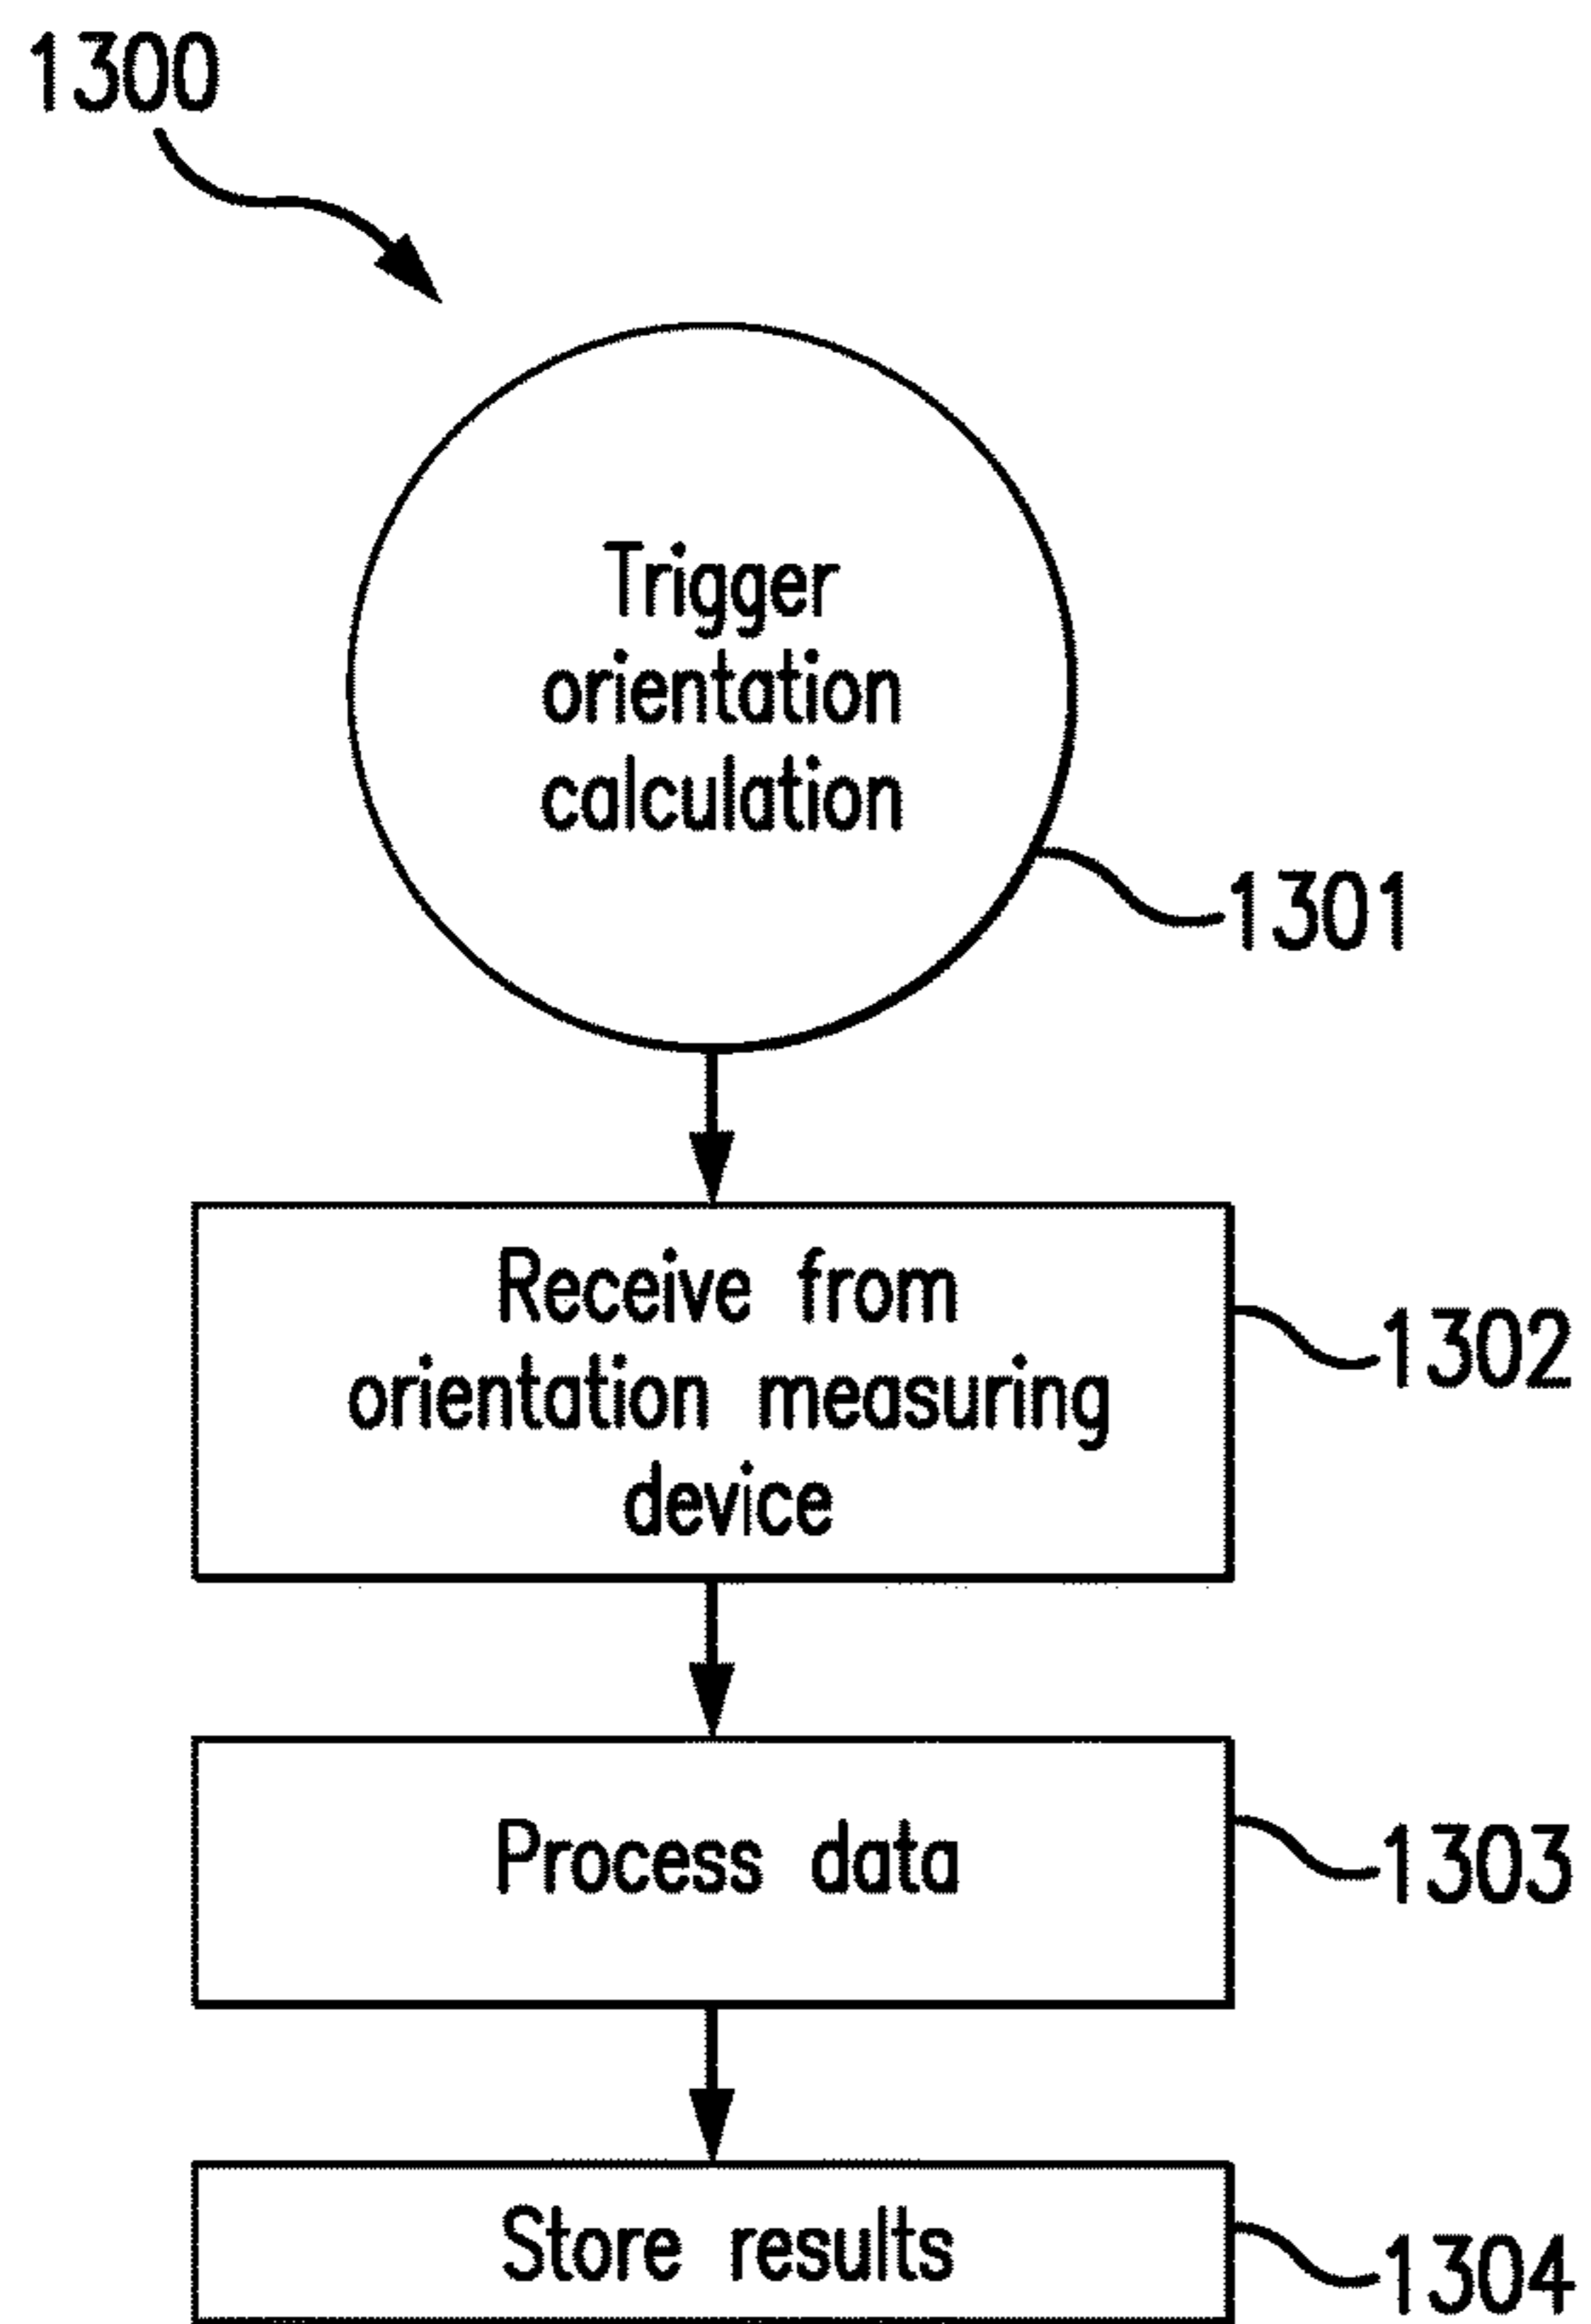 1300
Trigger
orientation
calculation
1301
Receive from
orientation measuring
device
1302
Process data
1303
Store results
1304